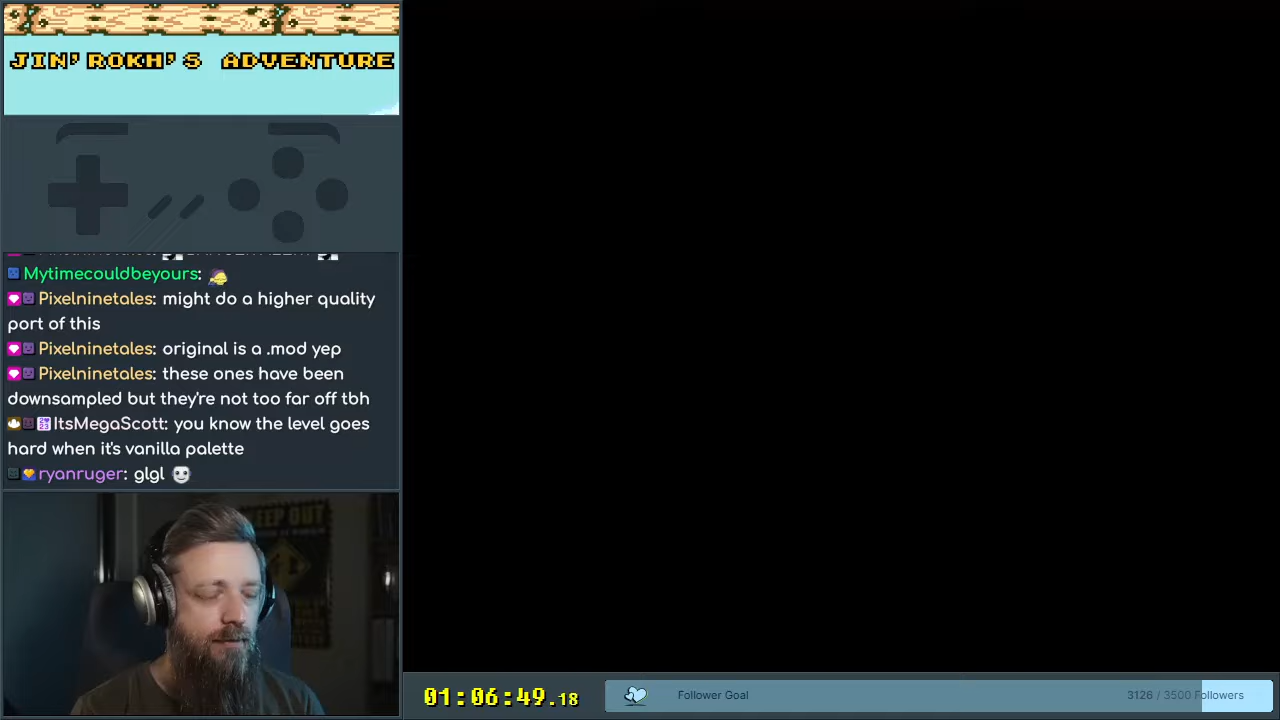 JIN'ROKH'S ADVENTURE
Mytimecouldbeyours:
Pixelninetales: might do a higher quality
port of this
Pixelninetales: original is a .mod yep
Pixelninetales: these ones have been
downsampled but they're not too far off tbh
ItsMegaScott: you know the level goes
hard when it's vanilla palette
ryanruger: glgl
KEEP OUT
01:06:49.18
Follower Goal
3126 / 3500 Followers